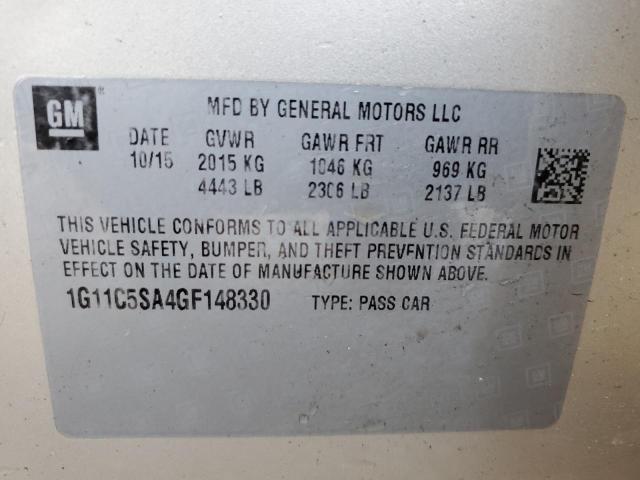 GM ®
MFD BY GENERAL MOTORS LLC
DATE GVWR GAWR FRT GAWR RR
10/15 2015 KG 1046 KG 969 KG
4443 LB 2306 LB 2137 LB
THIS VEHICLE CONFORMS TO ALL APPLICABLE U.S. FEDERAL MOTOR
VEHICLE SAFETY, BUMPER, AND THEFT PREVENTION STANDARDS IN
EFFECT ON THE DATE OF MANUFACTURE SHOWN ABOVE.
1G11C5SA4GF148330 TYPE: PASS CAR